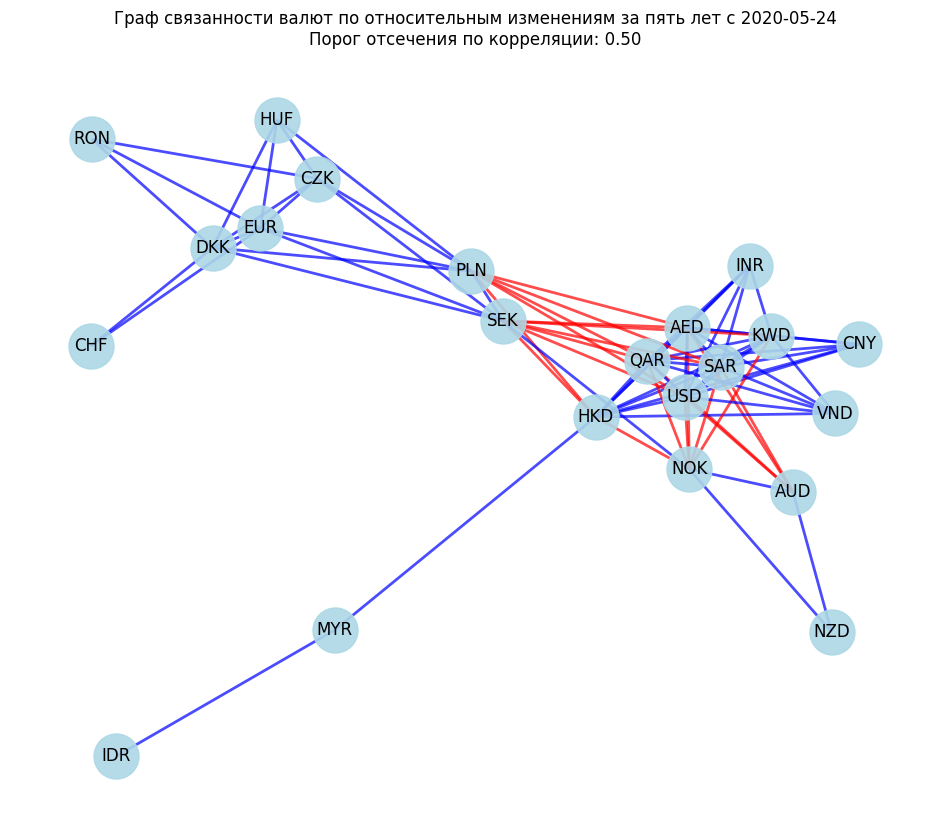 Граф связанности валют по относительным изменениям за пять лет с 2020-05-24
Порог отсечения по корреляции: 0.50
HUF
RON
CZK
EUR
DKK
PLN
INR
SEK
AED
KWD
CNY
CHF
QAR
SAR
USD
HKD
VND
NOK
AUD
MYR
NZD
IDR